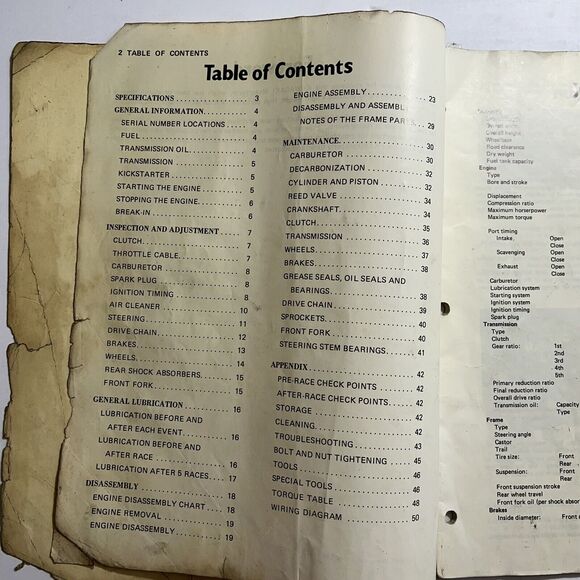 2 TABLE OF CONTENTS
Table of Contents
SPECIFICATIONS 3
GENERAL INFORMATION 4
SERIAL NUMBER LOCATIONS 4
FUEL 4
TRANSMISSION OIL 4
TRANSMISSION 5
KICKSTARTER 5
STARTING THE ENGINE 5
STOPPING THE ENGINE 6
BREAK-IN 6
INSPECTION AND ADJUSTMENT 7
CLUTCH 7
THROTTLE CABLE 7
CARBURETOR 8
SPARK PLUG 8
IGNITION TIMING 8
AIR CLEANER 10
STEERING 11
DRIVE CHAIN 12
BRAKES 13
WHEELS 14
REAR SHOCK ABSORBERS 15
FRONT FORK 15
GENERAL LUBRICATION 16
LUBRICATION BEFORE AND
AFTER EACH EVENT 16
LUBRICATION BEFORE AND
AFTER RACE 16
LUBRICATION AFTER 5 RACES 17
DISASSEMBLY 18
ENGINE DISASSEMBLY CHART 18
ENGINE REMOVAL 19
ENGINE DISASSEMBLY 19
ENGINE ASSEMBLY 23
DISASSEMBLY AND ASSEMBL
NOTES OF THE FRAME PARTS 29
MAINTENANCE 30
CARBURETOR 30
DECARBONIZATION 32
CYLINDER AND PISTON 32
REED VALVE 34
CRANKSHAFT 34
CLUTCH 35
TRANSMISSION 36
WHEELS 37
BRAKES 38
GREASE SEALS, OIL SEALS AND
BEARINGS 38
DRIVE CHAIN 39
SPROCKETS 40
FRONT FORK 40
STEERING STEM BEARINGS 41
APPENDIX 42
PRE-RACE CHECK POINTS 42
AFTER-RACE CHECK POINTS 42
STORAGE 42
CLEANING 42
TROUBLESHOOTING 43
BOLT AND NUT TIGHTENING 45
TOOLS 46
SPECIAL TOOLS 46
TORQUE TABLE 48
WIRING DIAGRAM 50
Overall height
Wheelbase
Road clearance
Dry weight
Fuel tank capacity
Engine
Type
Bore and stroke
Displacement
Compression ratio
Maximum horsepower
Maximum torque
Port timing
Intake Open
Close
Scavenging Open
Close
Exhaust Open
Close
Carburetor
Lubrication system
Starting system
Ignition system
Ignition timing
Spark plug
Transmission
Type
Clutch
Gear ratio: 1st
2nd
3rd
4th
5th
Primary reduction ratio
Final reduction ratio
Overall drive ratio
Transmission oil: Capacity
Type
Frame
Type
Steering angle
Castor
Trail
Tire size: Front
Rear
Suspension: Front
Rear
Front suspension stroke
Rear wheel travel
Front fork oil (per shock absor
Brakes
Inside diameter: Front